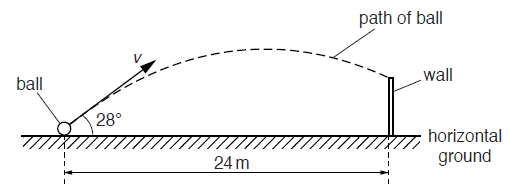 path of ball
v
wall
ball
28°
horizontal
ground
24 m